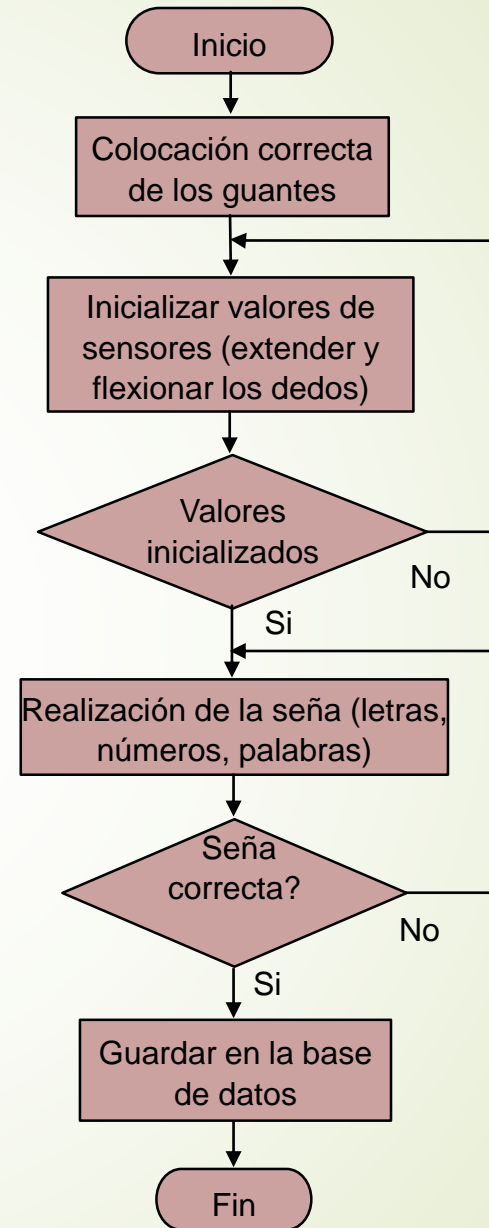 Inicio
Colocación correcta
de los guantes
Inicializar valores de
sensores (extender y
flexionar los dedos)
Valores
inicializados
No
Si
Realización de la seña (letras,
números, palabras)
Seña
correcta?
No
Si
Guardar en la base
de datos
Fin